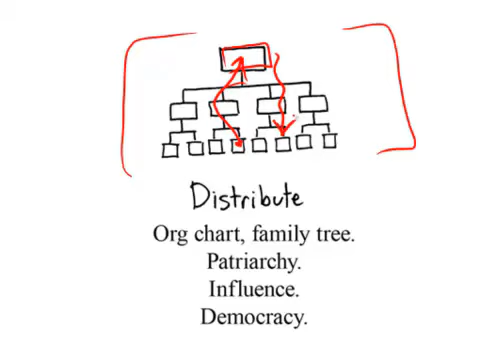 Distribute
Org chart, family tree.
Patriarchy.
Influence.
Democracy.